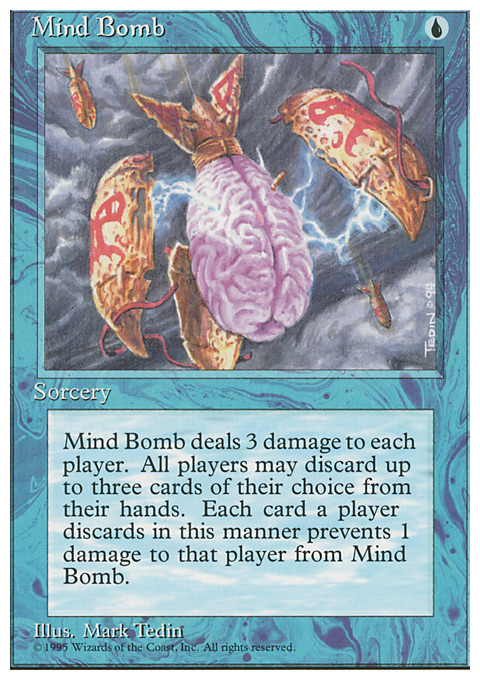 Mind Bomb
TEDIN ©94
Sorcery
Mind Bomb deals 3 damage to each
player. All players may discard up
to three cards of their choice from
their hands. Each card a player
discards in this manner prevents 1
damage to that player from Mind
Bomb.
Illus. Mark Tedin
© 1995 Wizards of the Coast, Inc. All rights reserved.